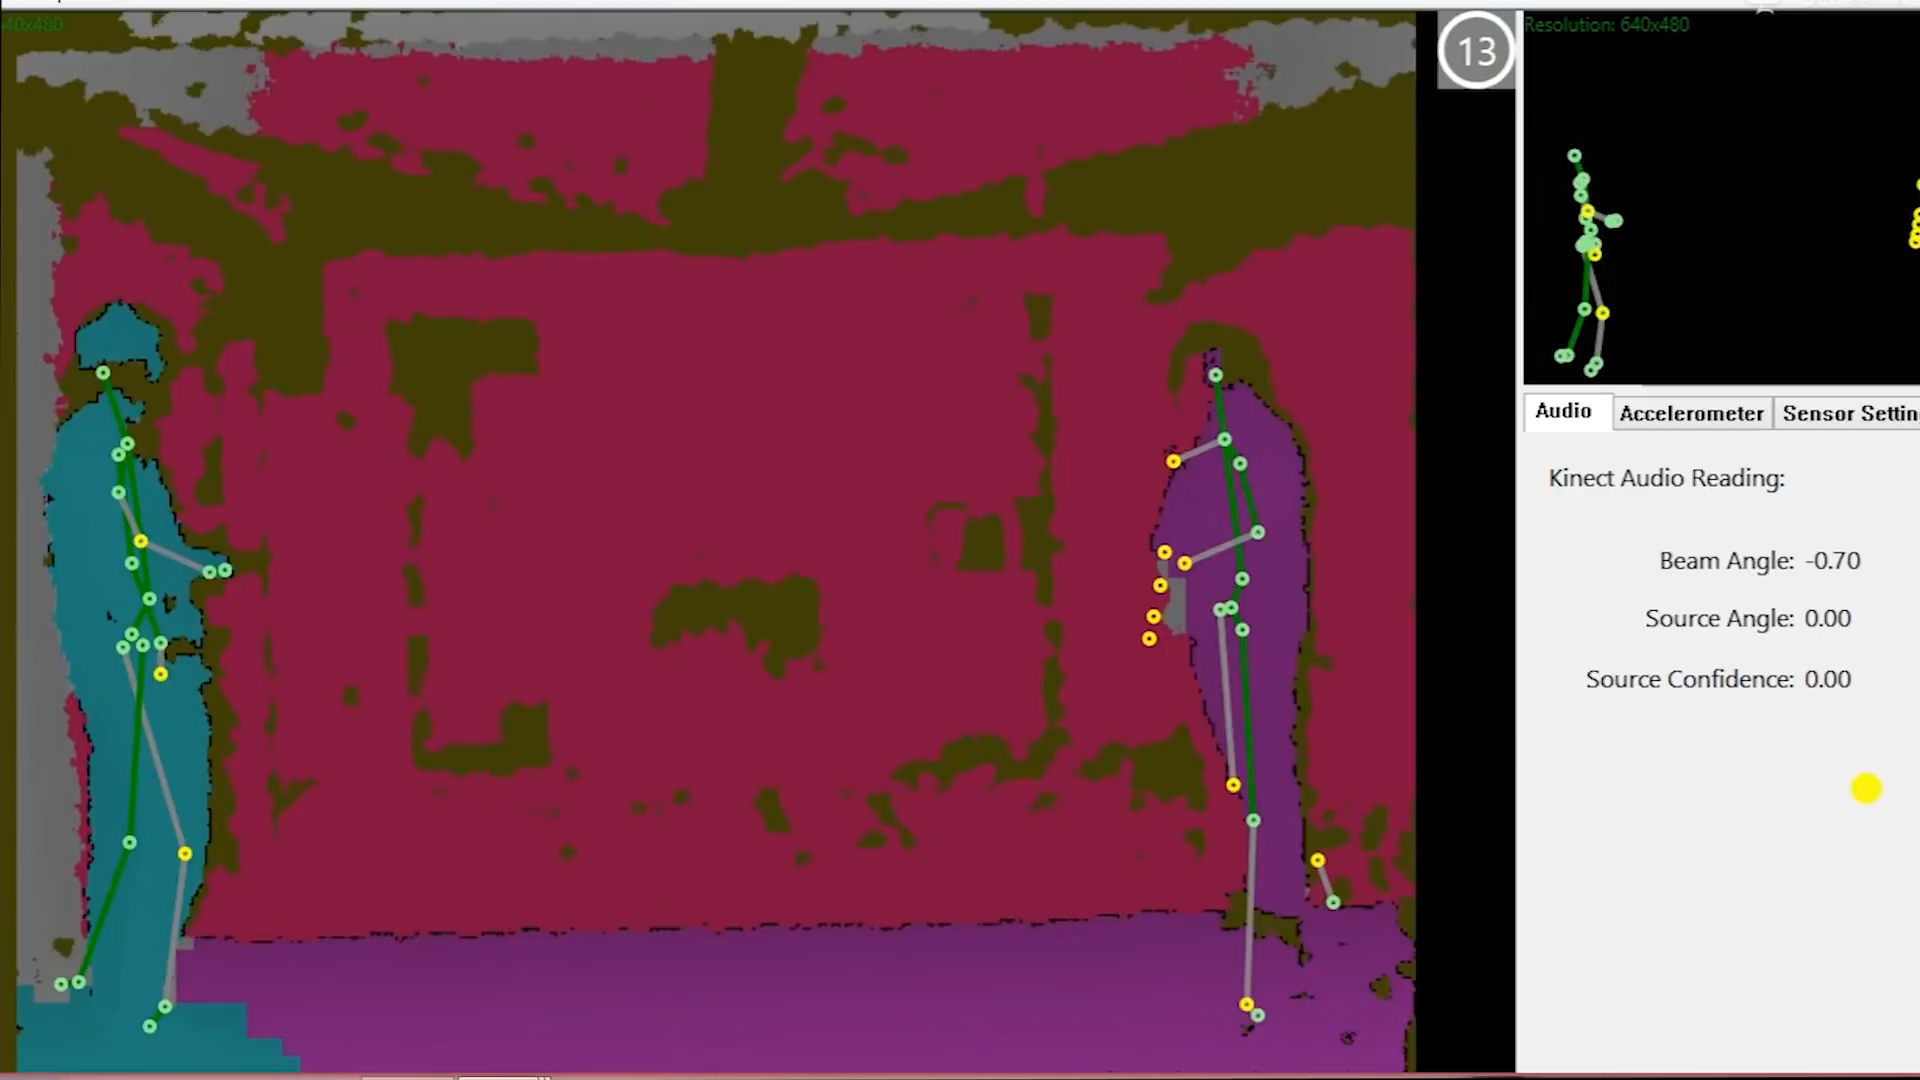 40x480
13
Resolution: 640x480
Audio
Accelerometer
Sensor Settin
Kinect Audio Reading:
Beam Angle: -0.70
Source Angle: 0.00
Source Confidence: 0.00